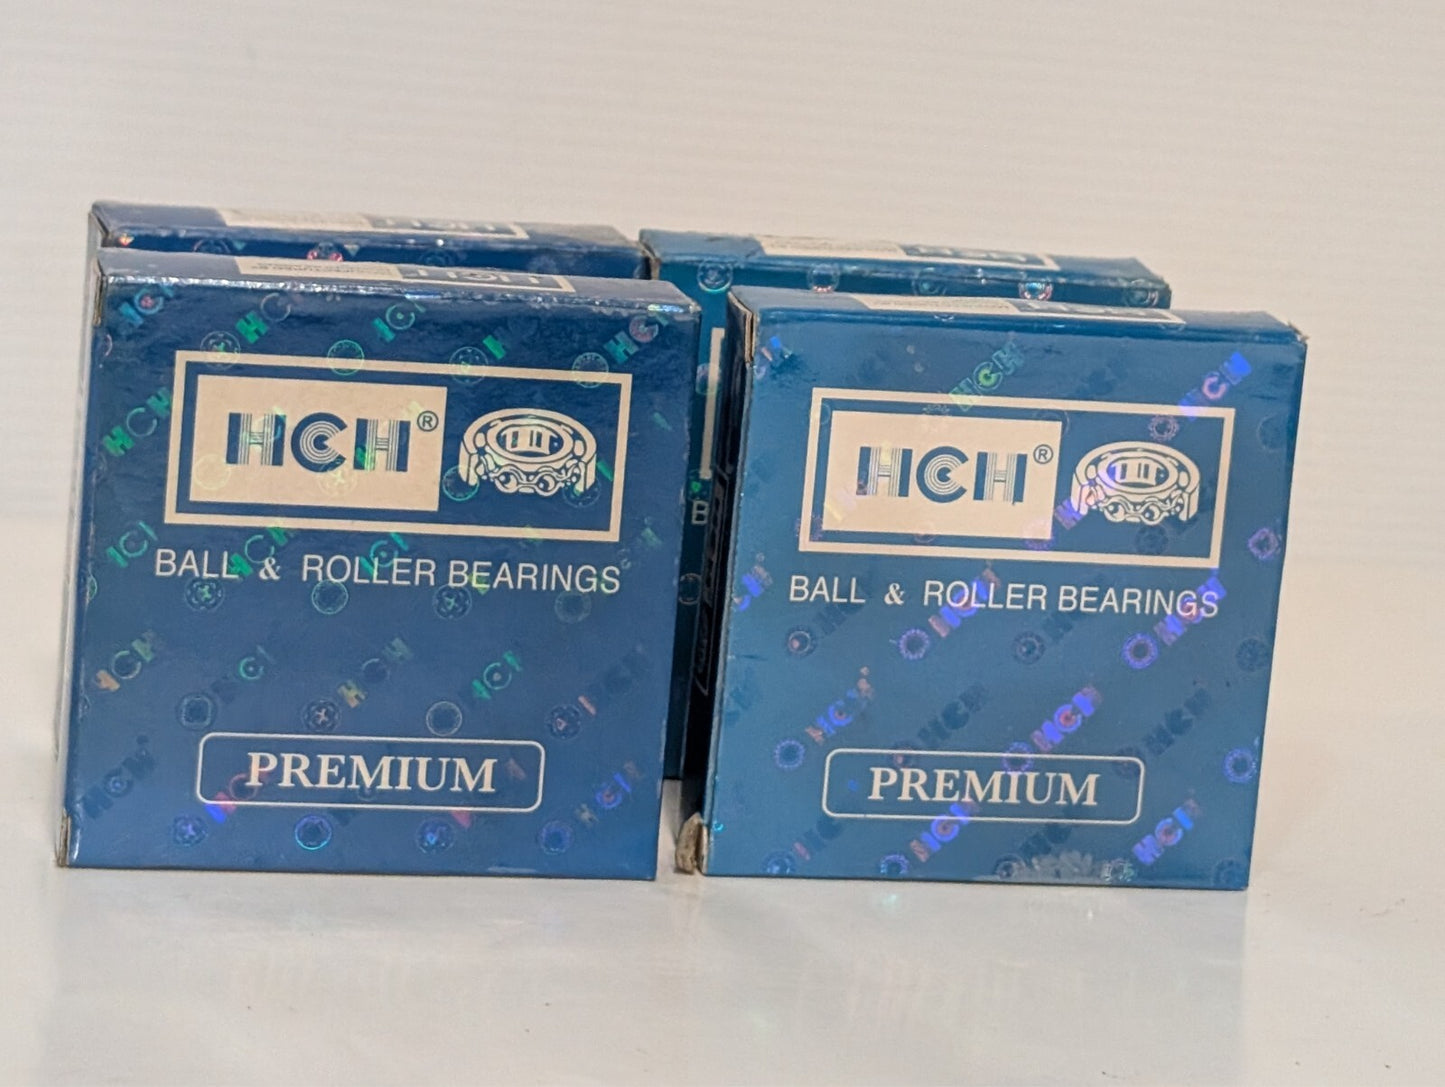 HCH®
BALL & ROLLER BEARINGS
PREMIUM
HCH®
BALL & ROLLER BEARINGS
PREMIUM
B